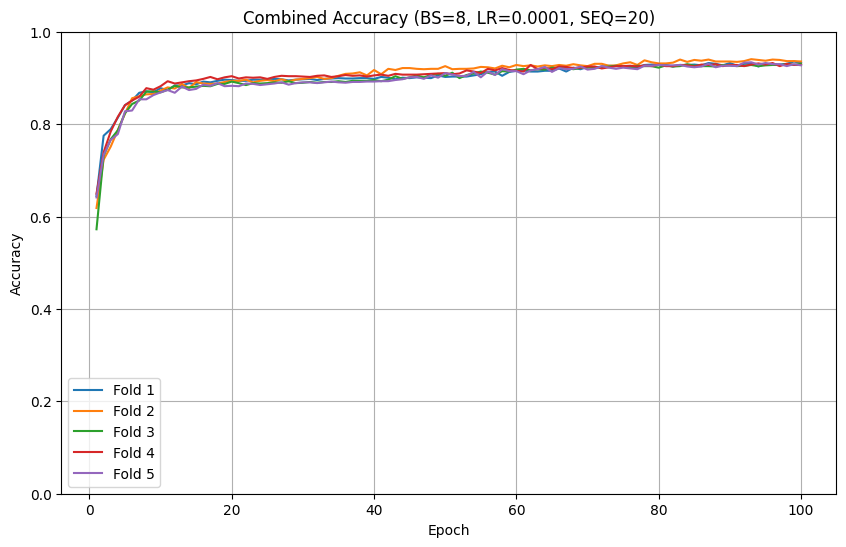 Combined Accuracy (BS=8, LR=0.0001, SEQ=20)
1.0
0.8
0.6
0.4
0.2
0.0
Accuracy
Fold 1
Fold 2
Fold 3
Fold 4
Fold 5
0 20 40 60 80 100
Epoch